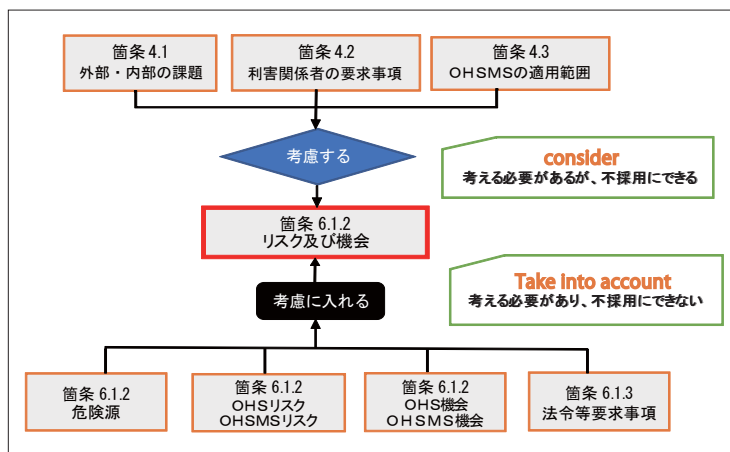 箇条 4.1
外部・内部の課題
箇条 4.2
利害関係者の要求事項
箇条 4.3
OHSMSの適用範囲
考慮する
consider
考える必要があるが、不採用にできる
箇条 6.1.2
リスク及び機会
Take into account
考える必要があり、不採用にできない
考慮に入れる
箇条 6.1.2
危険源
箇条 6.1.2
OHSリスク
OHSMSリスク
箇条 6.1.2
OHS機会
OHSMS機会
箇条 6.1.3
法令等要求事項